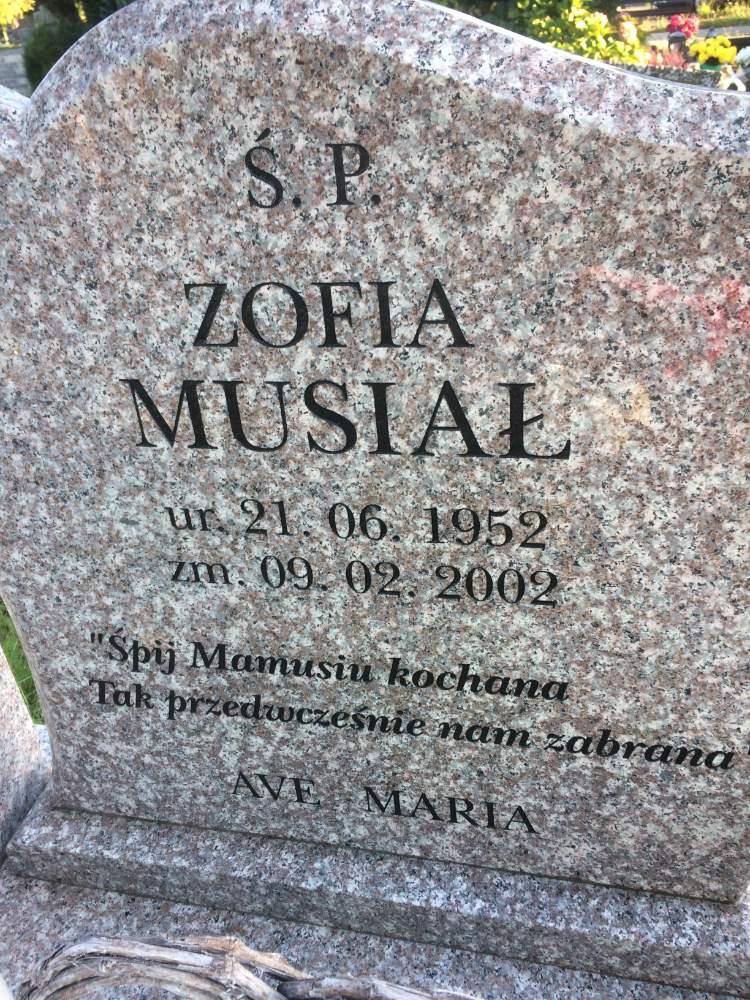 Ś. P.
ZOFIA
MUSIAŁ
ur. 21. 06. 1952
zm. 09. 02. 2002
"Śpij Mamusiu kochana
Tak przedwcześnie nam zabrana"
AVE MARIA